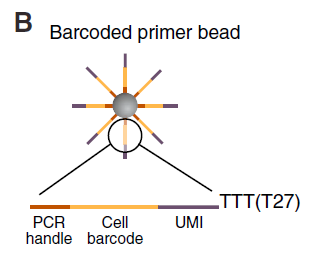 B
Barcoded primer bead
TTT(T27)
PCR handle
Cell barcode
UMI